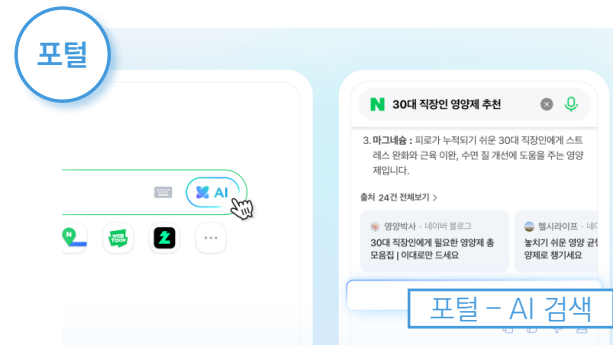 포털
AI
N
WEB
TOON
Z
N 30대 직장인 영양제 추천
3. 마그네슘 : 피로가 누적되기 쉬운 30대 직장인에게 스트
레스 완화와 근육 이완, 수면 질 개선에 도움을 주는 영양
제입니다.
출처 24건 전체보기 >
영양박사 · 네이버 블로그
30대 직장인에게 필요한 영양제 총
모음집 | 이대로만 드세요
헬시라이프 · 네이
놓치기 쉬운 영양 균형
양제로 챙기세요
포털 – AI 검색